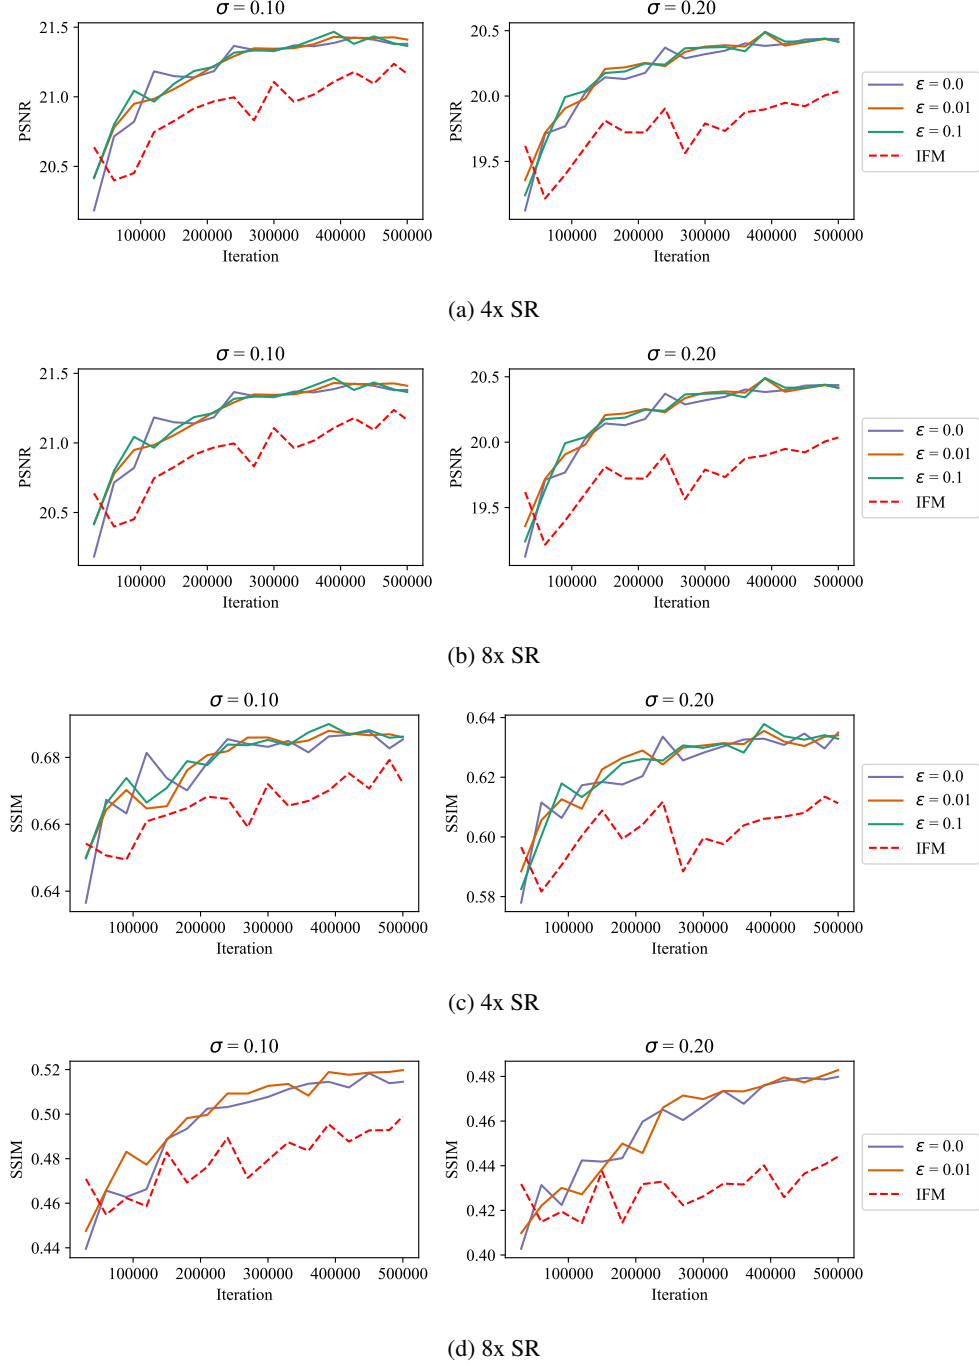 σ = 0.10
σ = 0.20
21.5
21.0
20.5
PSNR
100000 200000 300000 400000 500000
Iteration
20.5
20.0
19.5
PSNR
100000 200000 300000 400000 500000
Iteration
ε = 0.0
ε = 0.01
ε = 0.1
IFM
(a) 4x SR
σ = 0.10
σ = 0.20
21.5
21.0
20.5
PSNR
100000 200000 300000 400000 500000
Iteration
20.5
20.0
19.5
PSNR
100000 200000 300000 400000 500000
Iteration
ε = 0.0
ε = 0.01
ε = 0.1
IFM
(b) 8x SR
σ = 0.10
σ = 0.20
0.68
0.66
0.64
SSIM
100000 200000 300000 400000 500000
Iteration
0.64
0.62
0.60
0.58
SSIM
100000 200000 300000 400000 500000
Iteration
ε = 0.0
ε = 0.01
ε = 0.1
IFM
(c) 4x SR
σ = 0.10
σ = 0.20
0.52
0.50
0.48
0.46
0.44
SSIM
100000 200000 300000 400000 500000
Iteration
0.48
0.46
0.44
0.42
0.40
SSIM
100000 200000 300000 400000 500000
Iteration
ε = 0.0
ε = 0.01
IFM
(d) 8x SR